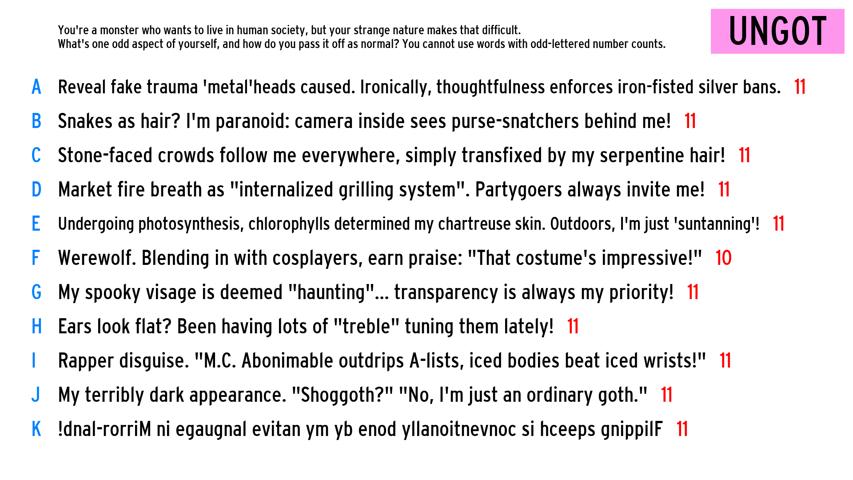 You're a monster who wants to live in human society, but your strange nature makes that difficult.
What's one odd aspect of yourself, and how do you pass it off as normal? You cannot use words with odd-lettered number counts.
UNGOT
A Reveal fake trauma 'metal'heads caused. Ironically, thoughtfulness enforces iron-fisted silver bans. 11
B Snakes as hair? I'm paranoid: camera inside sees purse-snatchers behind me! 11
C Stone-faced crowds follow me everywhere, simply transfixed by my serpentine hair! 11
D Market fire breath as "internalized grilling system". Partygoers always invite me! 11
E Undergoing photosynthesis, chlorophylls determined my chartreuse skin. Outdoors, I'm just 'suntanning'! 11
F Werewolf. Blending in with cosplayers, earn praise: "That costume's impressive!" 10
G My spooky visage is deemed "haunting"... transparency is always my priority! 11
H Ears look flat? Been having lots of "treble" tuning them lately! 11
I Rapper disguise. "M.C. Abonimable outdrips A-lists, iced bodies beat iced wrists!" 11
J My terribly dark appearance. "Shoggoth?" "No, I'm just an ordinary goth." 11
K !dnal-rorriM ni egaugnal evitan ym yb enod yllanoitnevnoc si hceeps gnippilF 11